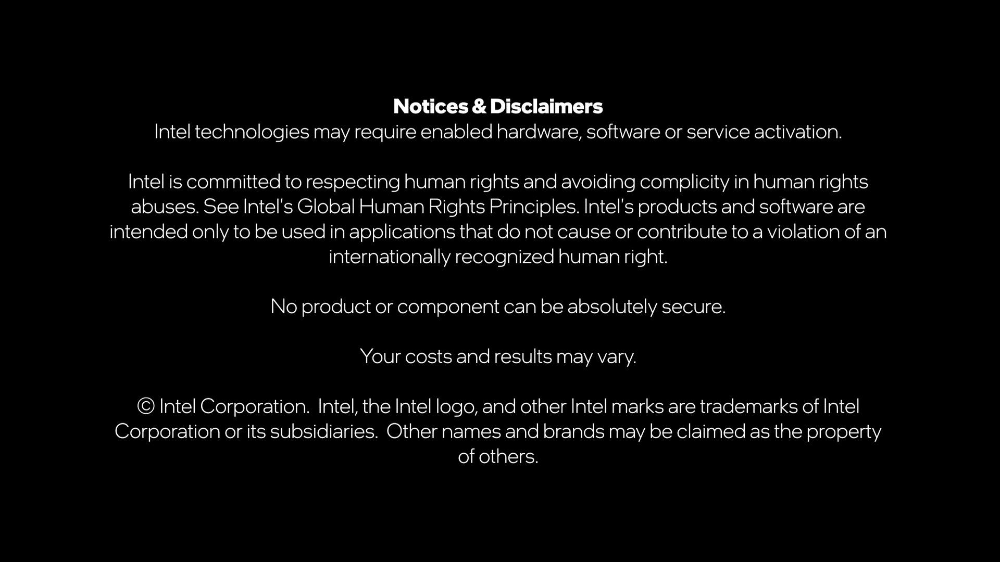 Notices & Disclaimers
Intel technologies may require enabled hardware, software or service activation.
Intel is committed to respecting human rights and avoiding complicity in human rights
abuses. See Intel's Global Human Rights Principles. Intel's products and software are
intended only to be used in applications that do not cause or contribute to a violation of an
internationally recognized human right.
No product or component can be absolutely secure.
Your costs and results may vary.
© Intel Corporation.  Intel, the Intel logo, and other Intel marks are trademarks of Intel
Corporation or its subsidiaries.  Other names and brands may be claimed as the property
of others.